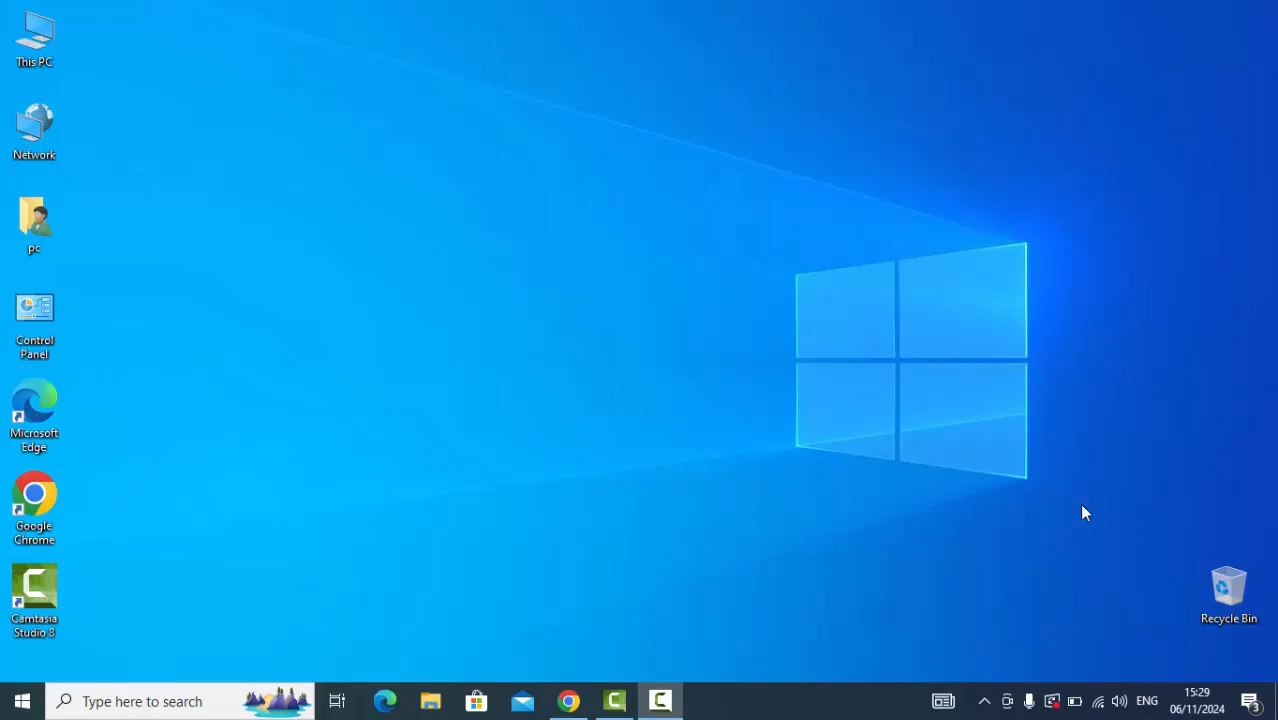 This PC
Network
pc
Control
Panel
Microsoft
Edge
Google
Chrome
Camtasia
Studio 8
Recycle Bin
Type here to search
ENG
15:29
06/11/2024
3